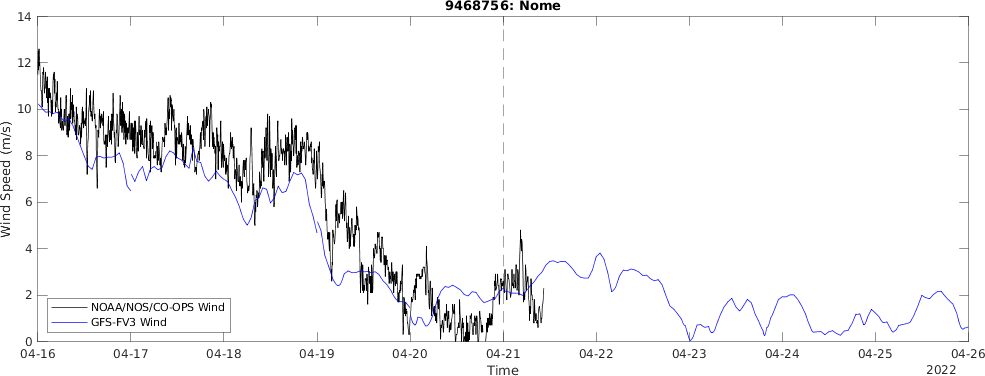 9468756: Nome
14
12
10
8
6
4
2
0
Wind Speed (m/s)
NOAA/NOS/CO-OPS Wind
GFS-FV3 Wind
04-16 04-17 04-18 04-19 04-20 04-21 04-22 04-23 04-24 04-25 04-26
Time
2022